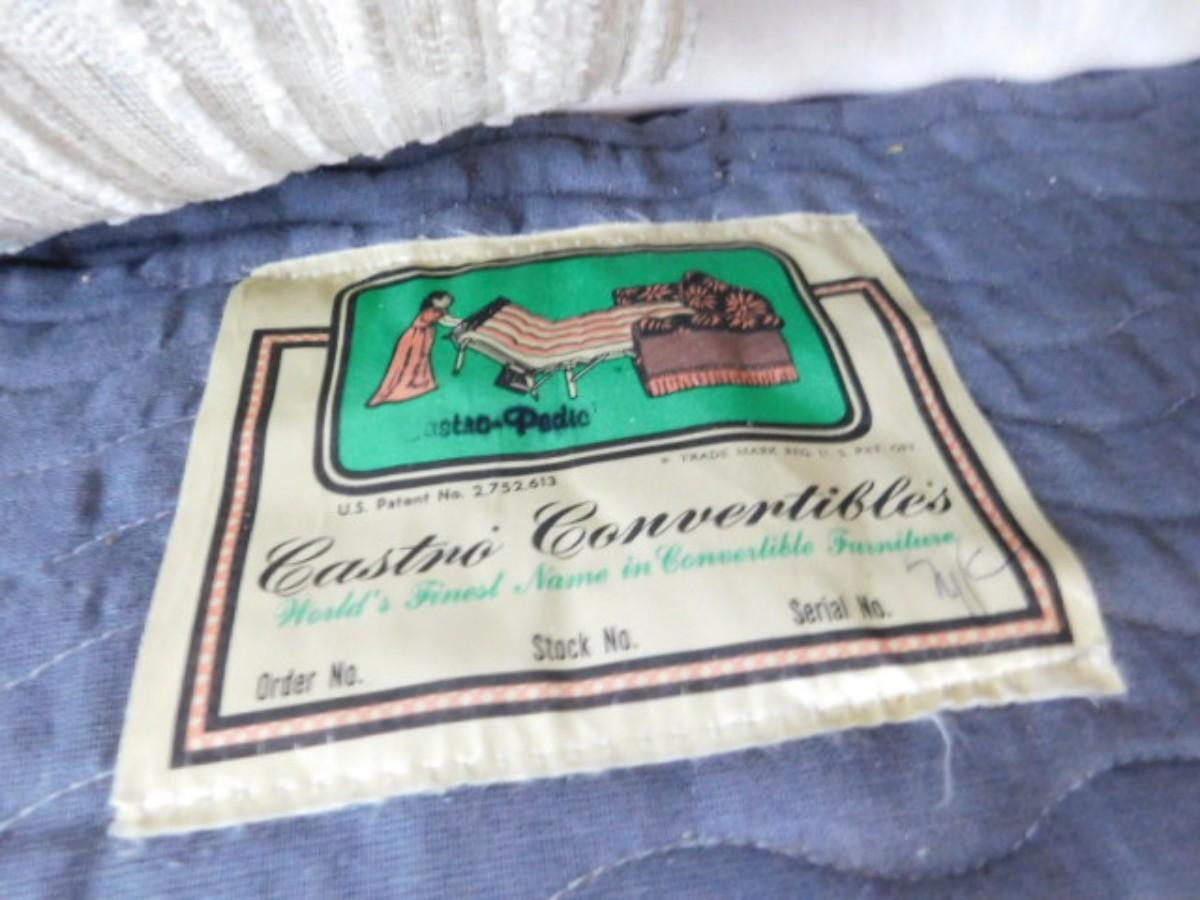 astro-Pedic
® TRADE MARK REG. U. S. PAT. OFF.
U.S. Patent No. 2,752,613
Castro Convertibles
World's Finest Name in Convertible Furniture
Order No. Stock No. Serial No.